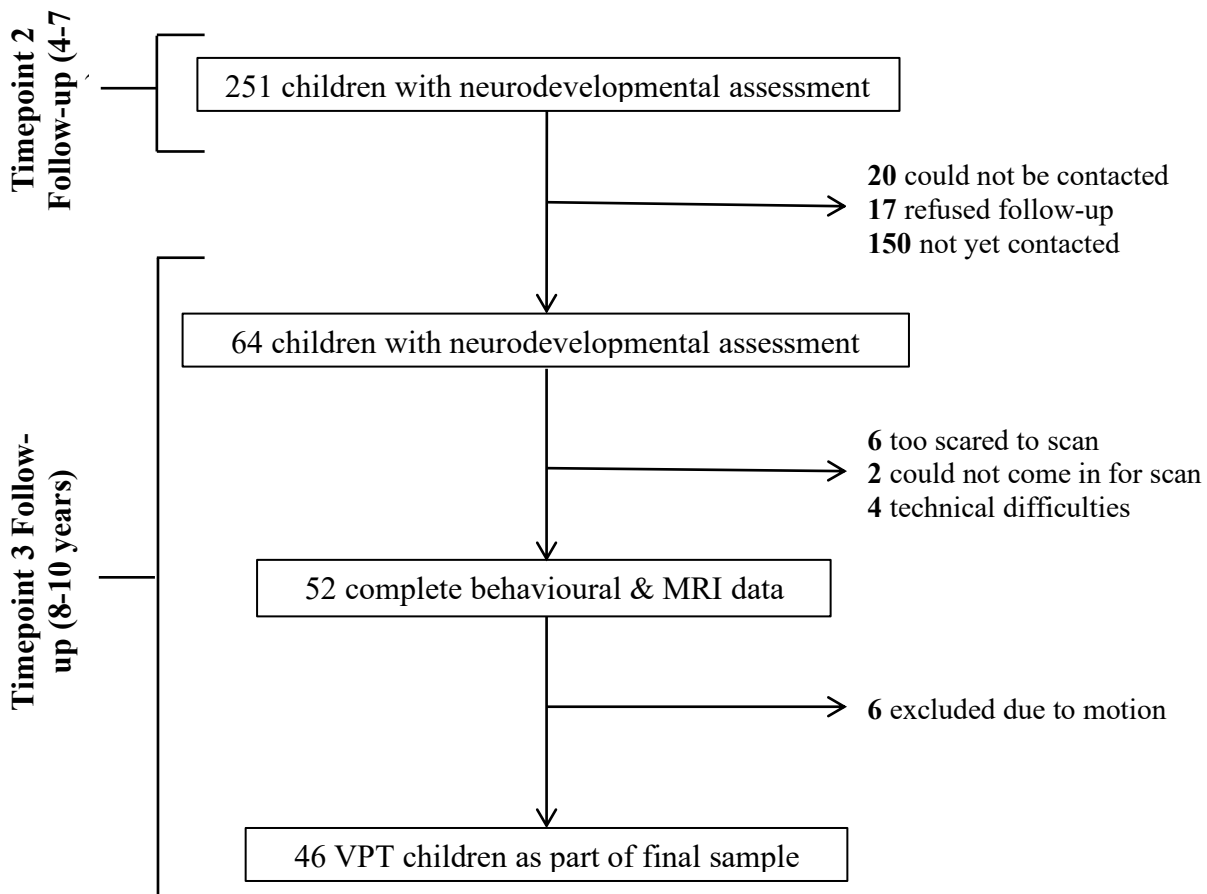 Timepoint 2
Follow-up (4-7
251 children with neurodevelopmental assessment
20 could not be contacted
17 refused follow-up
150 not yet contacted
Timepoint 3 Follow-
up (8-10 years)
64 children with neurodevelopmental assessment
6 too scared to scan
2 could not come in for scan
4 technical difficulties
52 complete behavioural & MRI data
6 excluded due to motion
46 VPT children as part of final sample